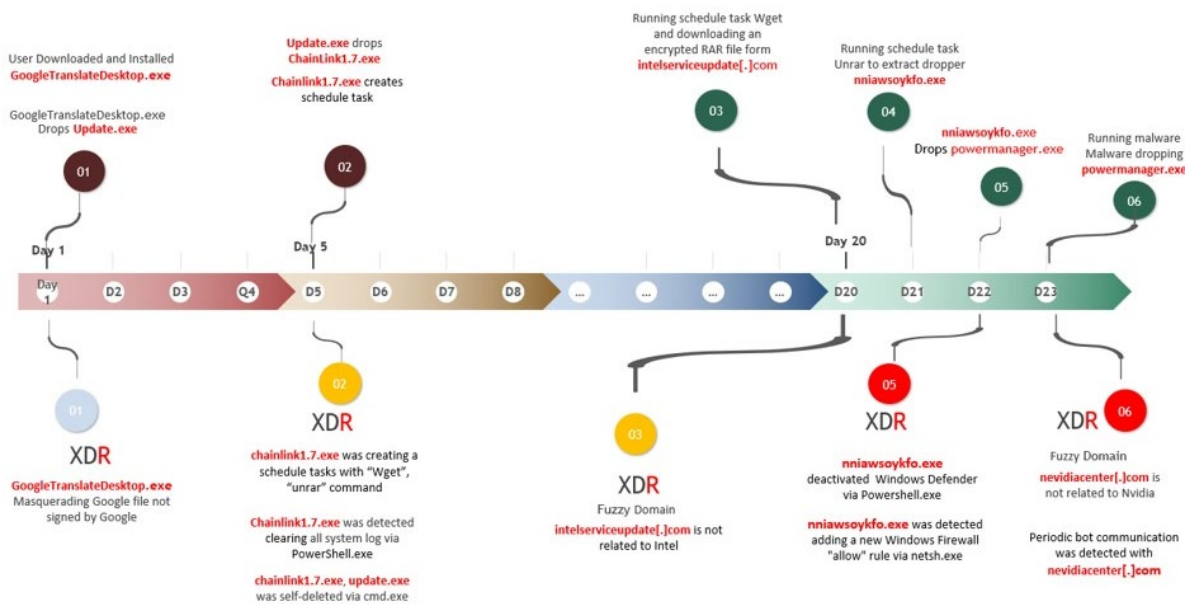 User Downloaded and Installed
GoogleTranslateDesktop.exe
GoogleTranslateDesktop.exe
Drops Update.exe
01
Update.exe drops
ChainLink1.7.exe
Chainlink1.7.exe creates
schedule task
02
Running schedule task Wget
and downloading an
encrypted RAR file form
intelserviceupdate[.]com
03
Running schedule task
Unrar to extract dropper
nniawsoykfo.exe
04
nniawsoykfo.exe
Drops powermanager.exe
05
Running malware
Malware dropping
powermanager.exe
06
Day 1
Day 5
Day 20
Day
1
D2
D3
Q4
D5
D6
D7
D8
...
...
...
...
D20
D21
D22
D23
01
XDR
GoogleTranslateDesktop.exe
Masquerading Google file not
signed by Google
02
XDR
chainlink1.7.exe was creating a
schedule tasks with “Wget”,
“unrar” command
Chainlink1.7.exe was detected
clearing all system log via
PowerShell.exe
chainlink1.7.exe, update.exe
was self-deleted via cmd.exe
03
XDR
Fuzzy Domain
intelserviceupdate[.]com is not
related to Intel
05
XDR
nniawsoykfo.exe
deactivated Windows Defender
via Powershell.exe
nniawsoykfo.exe was detected
adding a new Windows Firewall
"allow" rule via netsh.exe
XDR
06
Fuzzy Domain
nevidiacenter[.]com is
not related to Nvidia
Periodic bot communication
was detected with
nevidiacenter[.]com